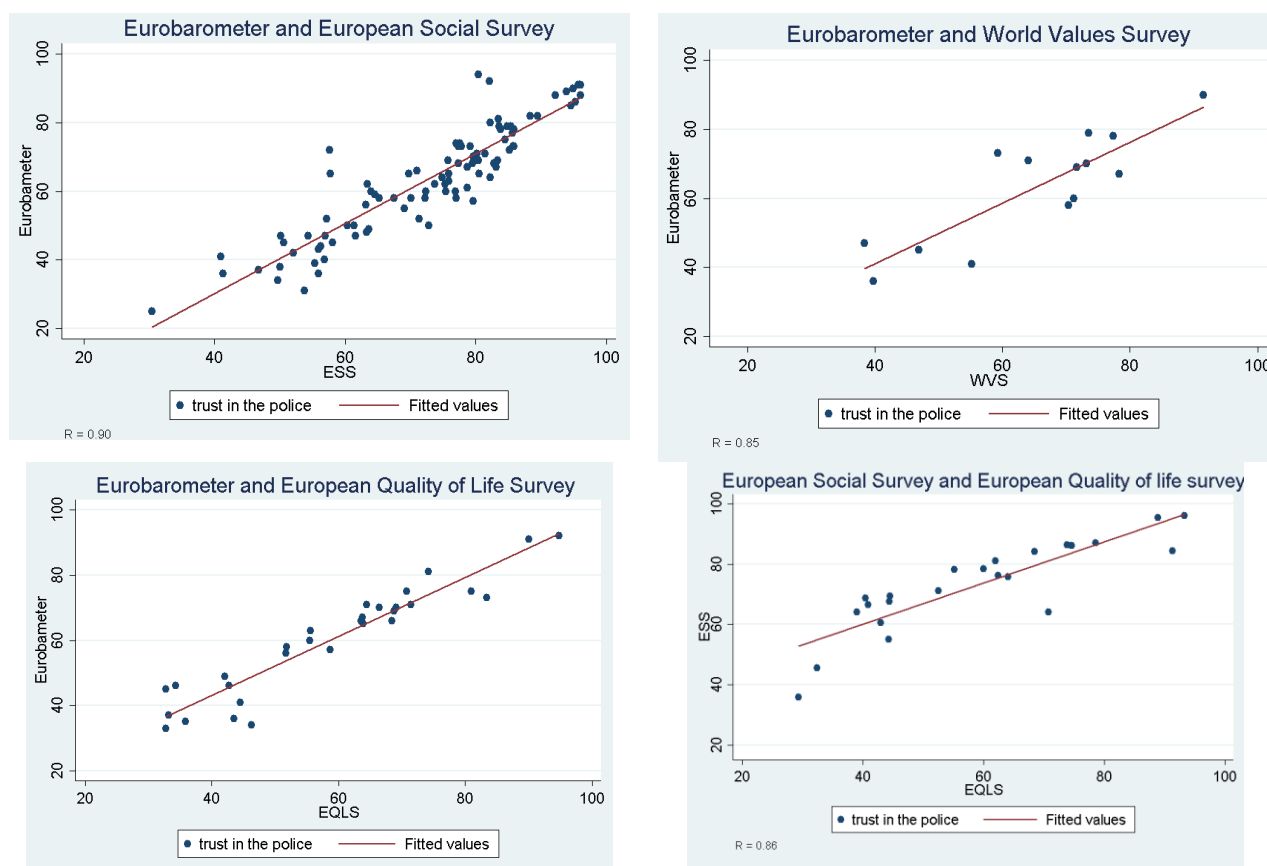 Eurobarometer and European Social Survey
100
80
60
40
20
Eurobarometer
20 40 60 80 100
ESS
trust in the police Fitted values
R = 0.90
Eurobarometer and World Values Survey
100
80
60
40
20
Eurobameter
20 40 60 80 100
WVS
trust in the police Fitted values
R = 0.85
Eurobarometer and European Quality of Life Survey
100
80
60
40
20
Eurobameter
20 40 60 80 100
EQLS
trust in the police Fitted values
European Social Survey and European Quality of life survey
100
80
60
40
20
ESS
20 40 60 80 100
EQLS
trust in the police Fitted values
R = 0.86